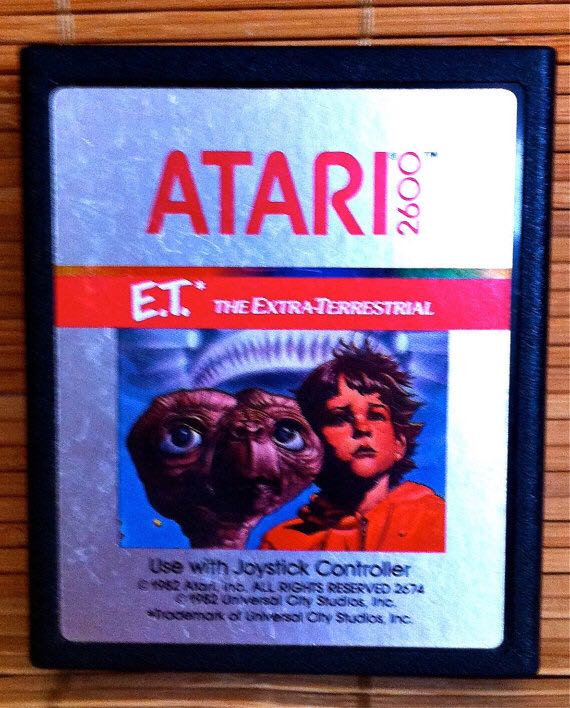 ATARI® 2600™
E.T.* THE EXTRA-TERRESTRIAL
Use with Joystick Controller
© 1982 Atari, Inc. ALL RIGHTS RESERVED 2674
© 1982 Universal City Studios, Inc.
*Trademark of Universal City Studios, Inc.